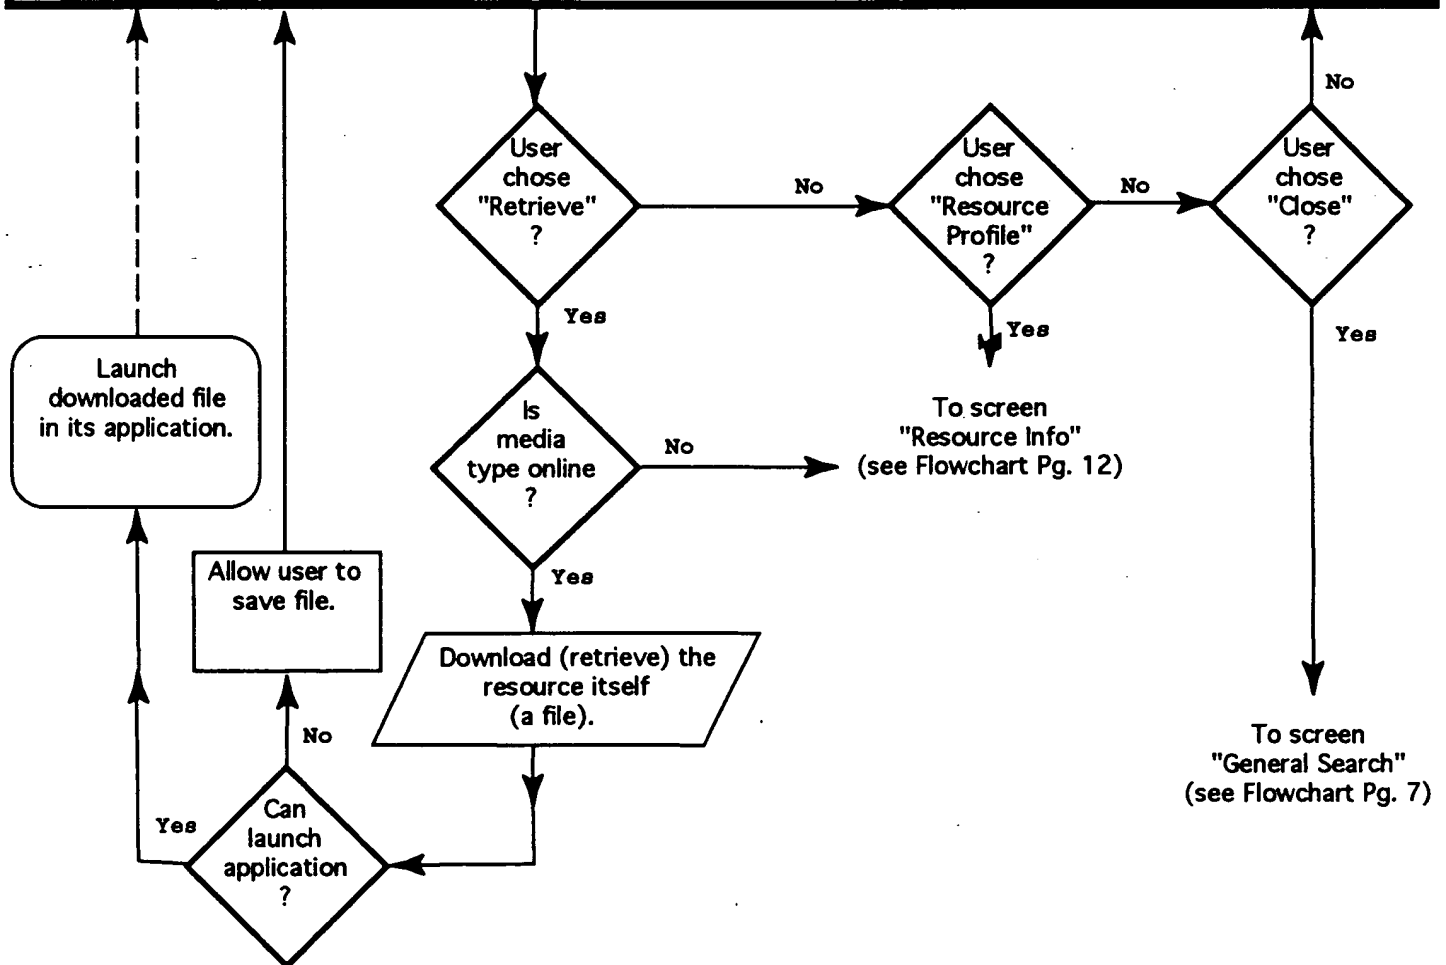 No
User
chose
"Retrieve"
?
No
User
chose
"Resource
Profile"
?
No
User
chose
"Close"
?
Yes
Yes
Yes
Launch
downloaded file
in its application.
Is
media
type online
?
No
To screen
"Resource Info"
(see Flowchart Pg. 12)
Yes
Allow user to
save file.
Download (retrieve) the
resource itself
(a file).
No
To screen
"General Search"
(see Flowchart Pg. 7)
Yes
Can
launch
application
?